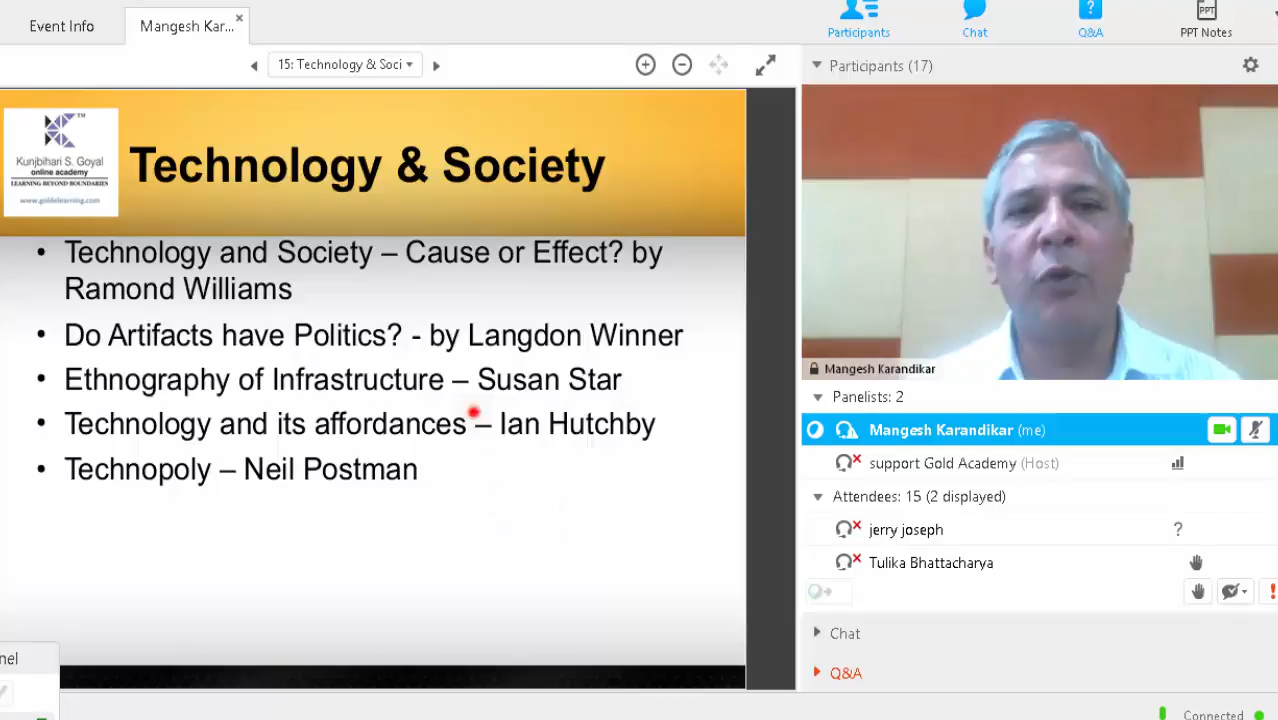 Event Info
Mangesh Kar...
Participants
Chat
Q&A
PPT Notes
15: Technology & Soci
Participants (17)
TM
Kunjbihari S. Goyal
online academy
LEARNING BEYOND BOUNDARIES
www.goldelearning.com
Technology & Society
• Technology and Society – Cause or Effect? by
Ramond Williams
• Do Artifacts have Politics? - by Langdon Winner
• Ethnography of Infrastructure – Susan Star
• Technology and its affordances – Ian Hutchby
• Technopoly – Neil Postman
Mangesh Karandikar
Panelists: 2
Mangesh Karandikar (me)
support Gold Academy (Host)
Attendees: 15 (2 displayed)
jerry joseph
?
Tulika Bhattacharya
Chat
Q&A
nel
Connected